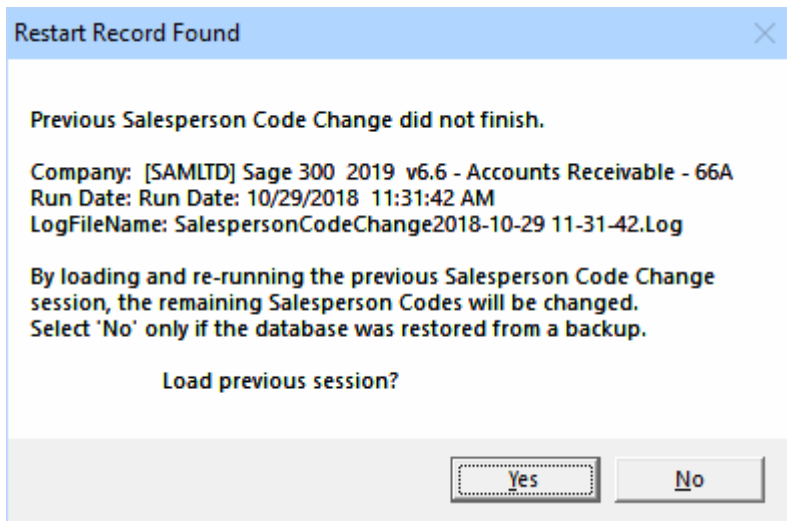 Restart Record Found
Previous Salesperson Code Change did not finish.
Company:  [SAMLTD] Sage 300  2019  v6.6 - Accounts Receivable - 66A
Run Date: Run Date: 10/29/2018  11:31:42 AM
LogFileName: SalespersonCodeChange2018-10-29 11-31-42.Log
By loading and re-running the previous Salesperson Code Change
session, the remaining Salesperson Codes will be changed.
Select 'No' only if the database was restored from a backup.
Load previous session?
Yes
No